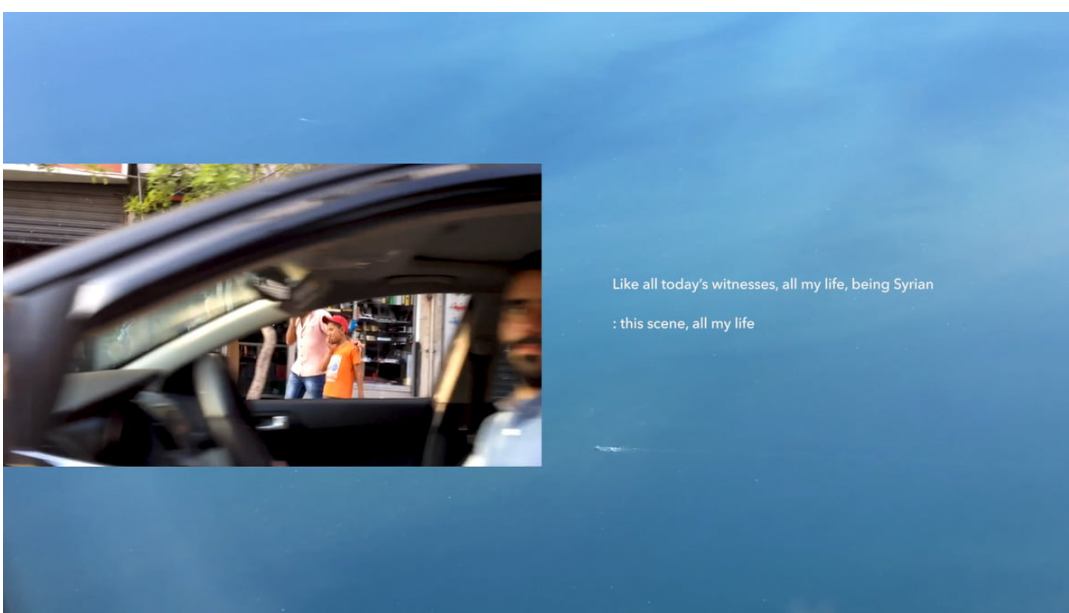 Like all today's witnesses, all my life, being Syrian
: this scene, all my life